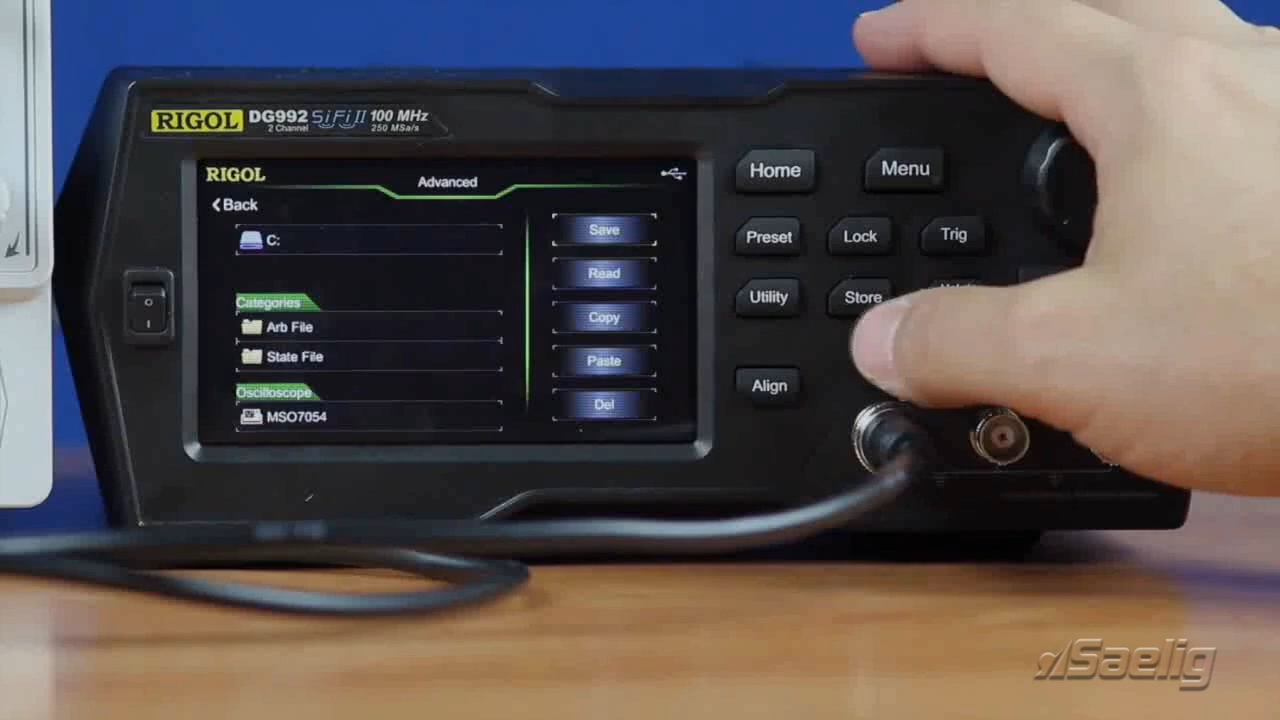 RIGOL DG992 SiFi II 100 MHz
2 Channel 250 MSa/s
RIGOL
Advanced
Back
C:
Categories
Arb File
State File
Oscilloscope
MSO7054
Save
Read
Copy
Paste
Del
Home Menu
Preset Lock Trig
Utility Store
Align
O
I
Saelig